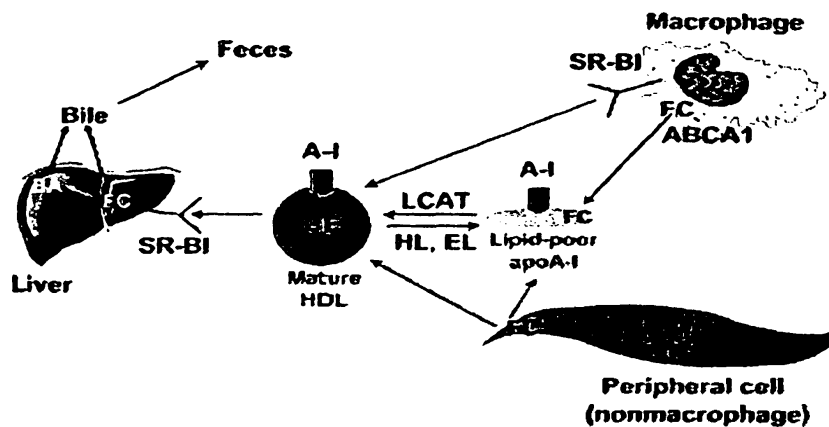 Macrophage
Feces
SR-BI
Bile
FC
ABCA1
A-I
A-I
LCAT
BA
FC
FC
SR-BI
HL, EL
Lipid-poor
apoA-I
Liver
Mature
HDL
Peripheral cell
(nonmacrophage)